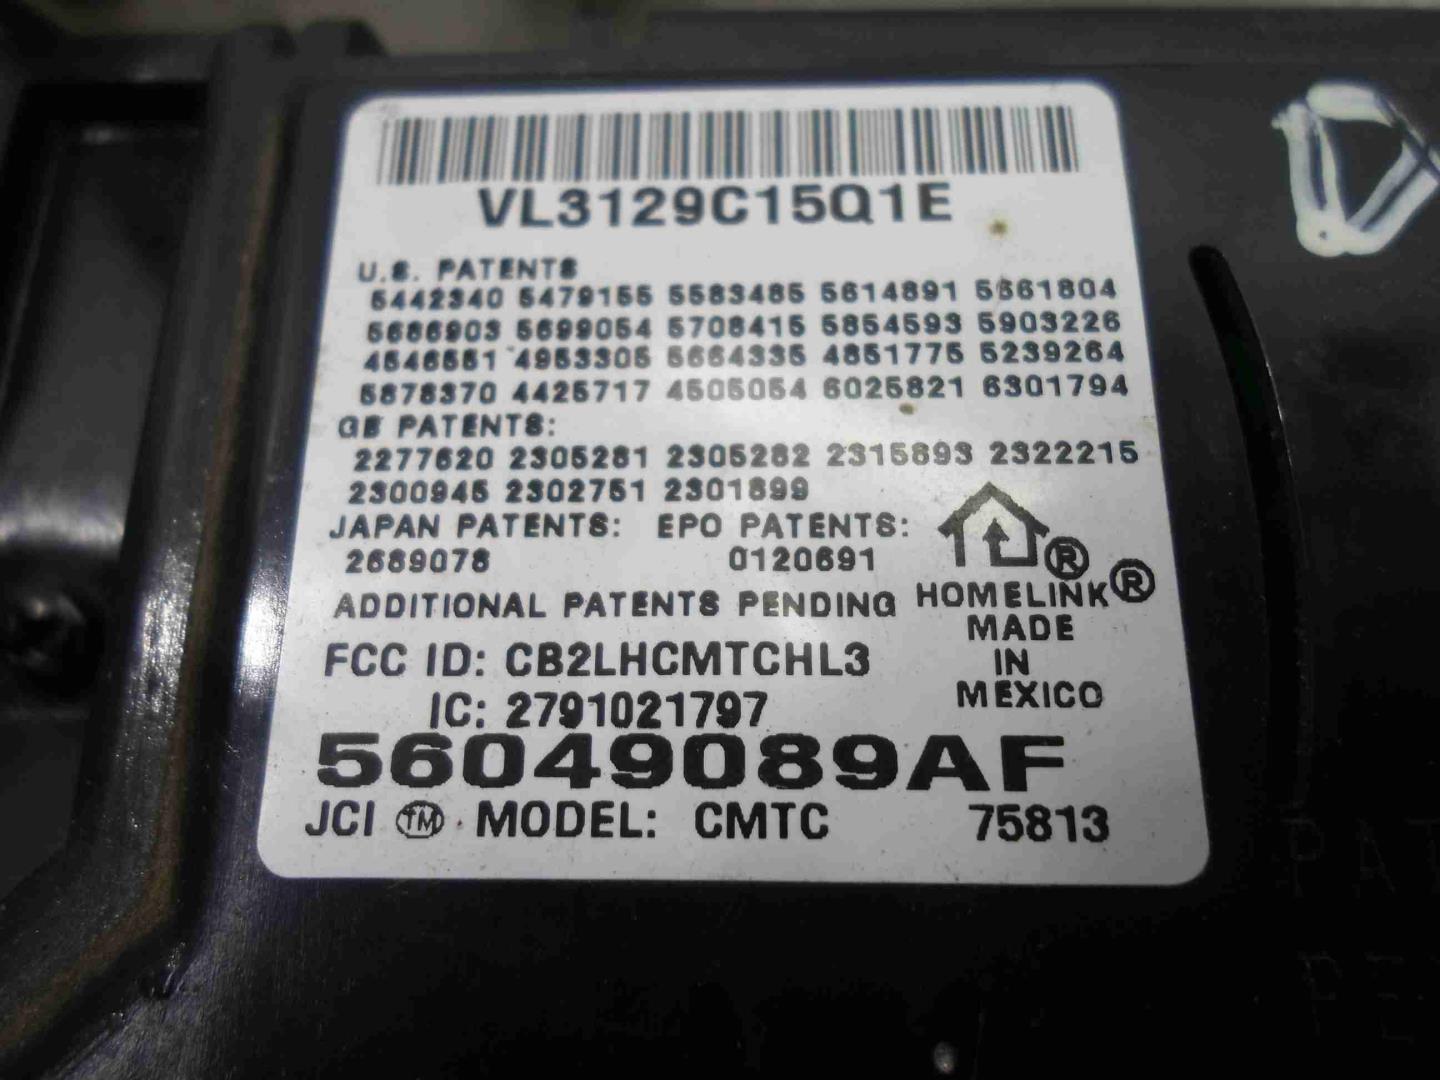 VL3129C15Q1E
U.S. PATENTS
5442340 5479155 5583485 5614891 5661804
5686903 5699054 5708415 5854593 5903226
4546551 4953305 5664335 4851775 5239264
5878370 4425717 4505054 6025821 6301794
GB PATENTS:
2277620 2305281 2305282 2315893 2322215
2300945 2302751 2301899
JAPAN PATENTS: EPO PATENTS:
2689078 0120691
ADDITIONAL PATENTS PENDING
® HOMELINK®
MADE
IN
MEXICO
FCC ID: CB2LHCMTCHL3
IC: 2791021797
56049089AF
JCI ™ MODEL: CMTC 75813